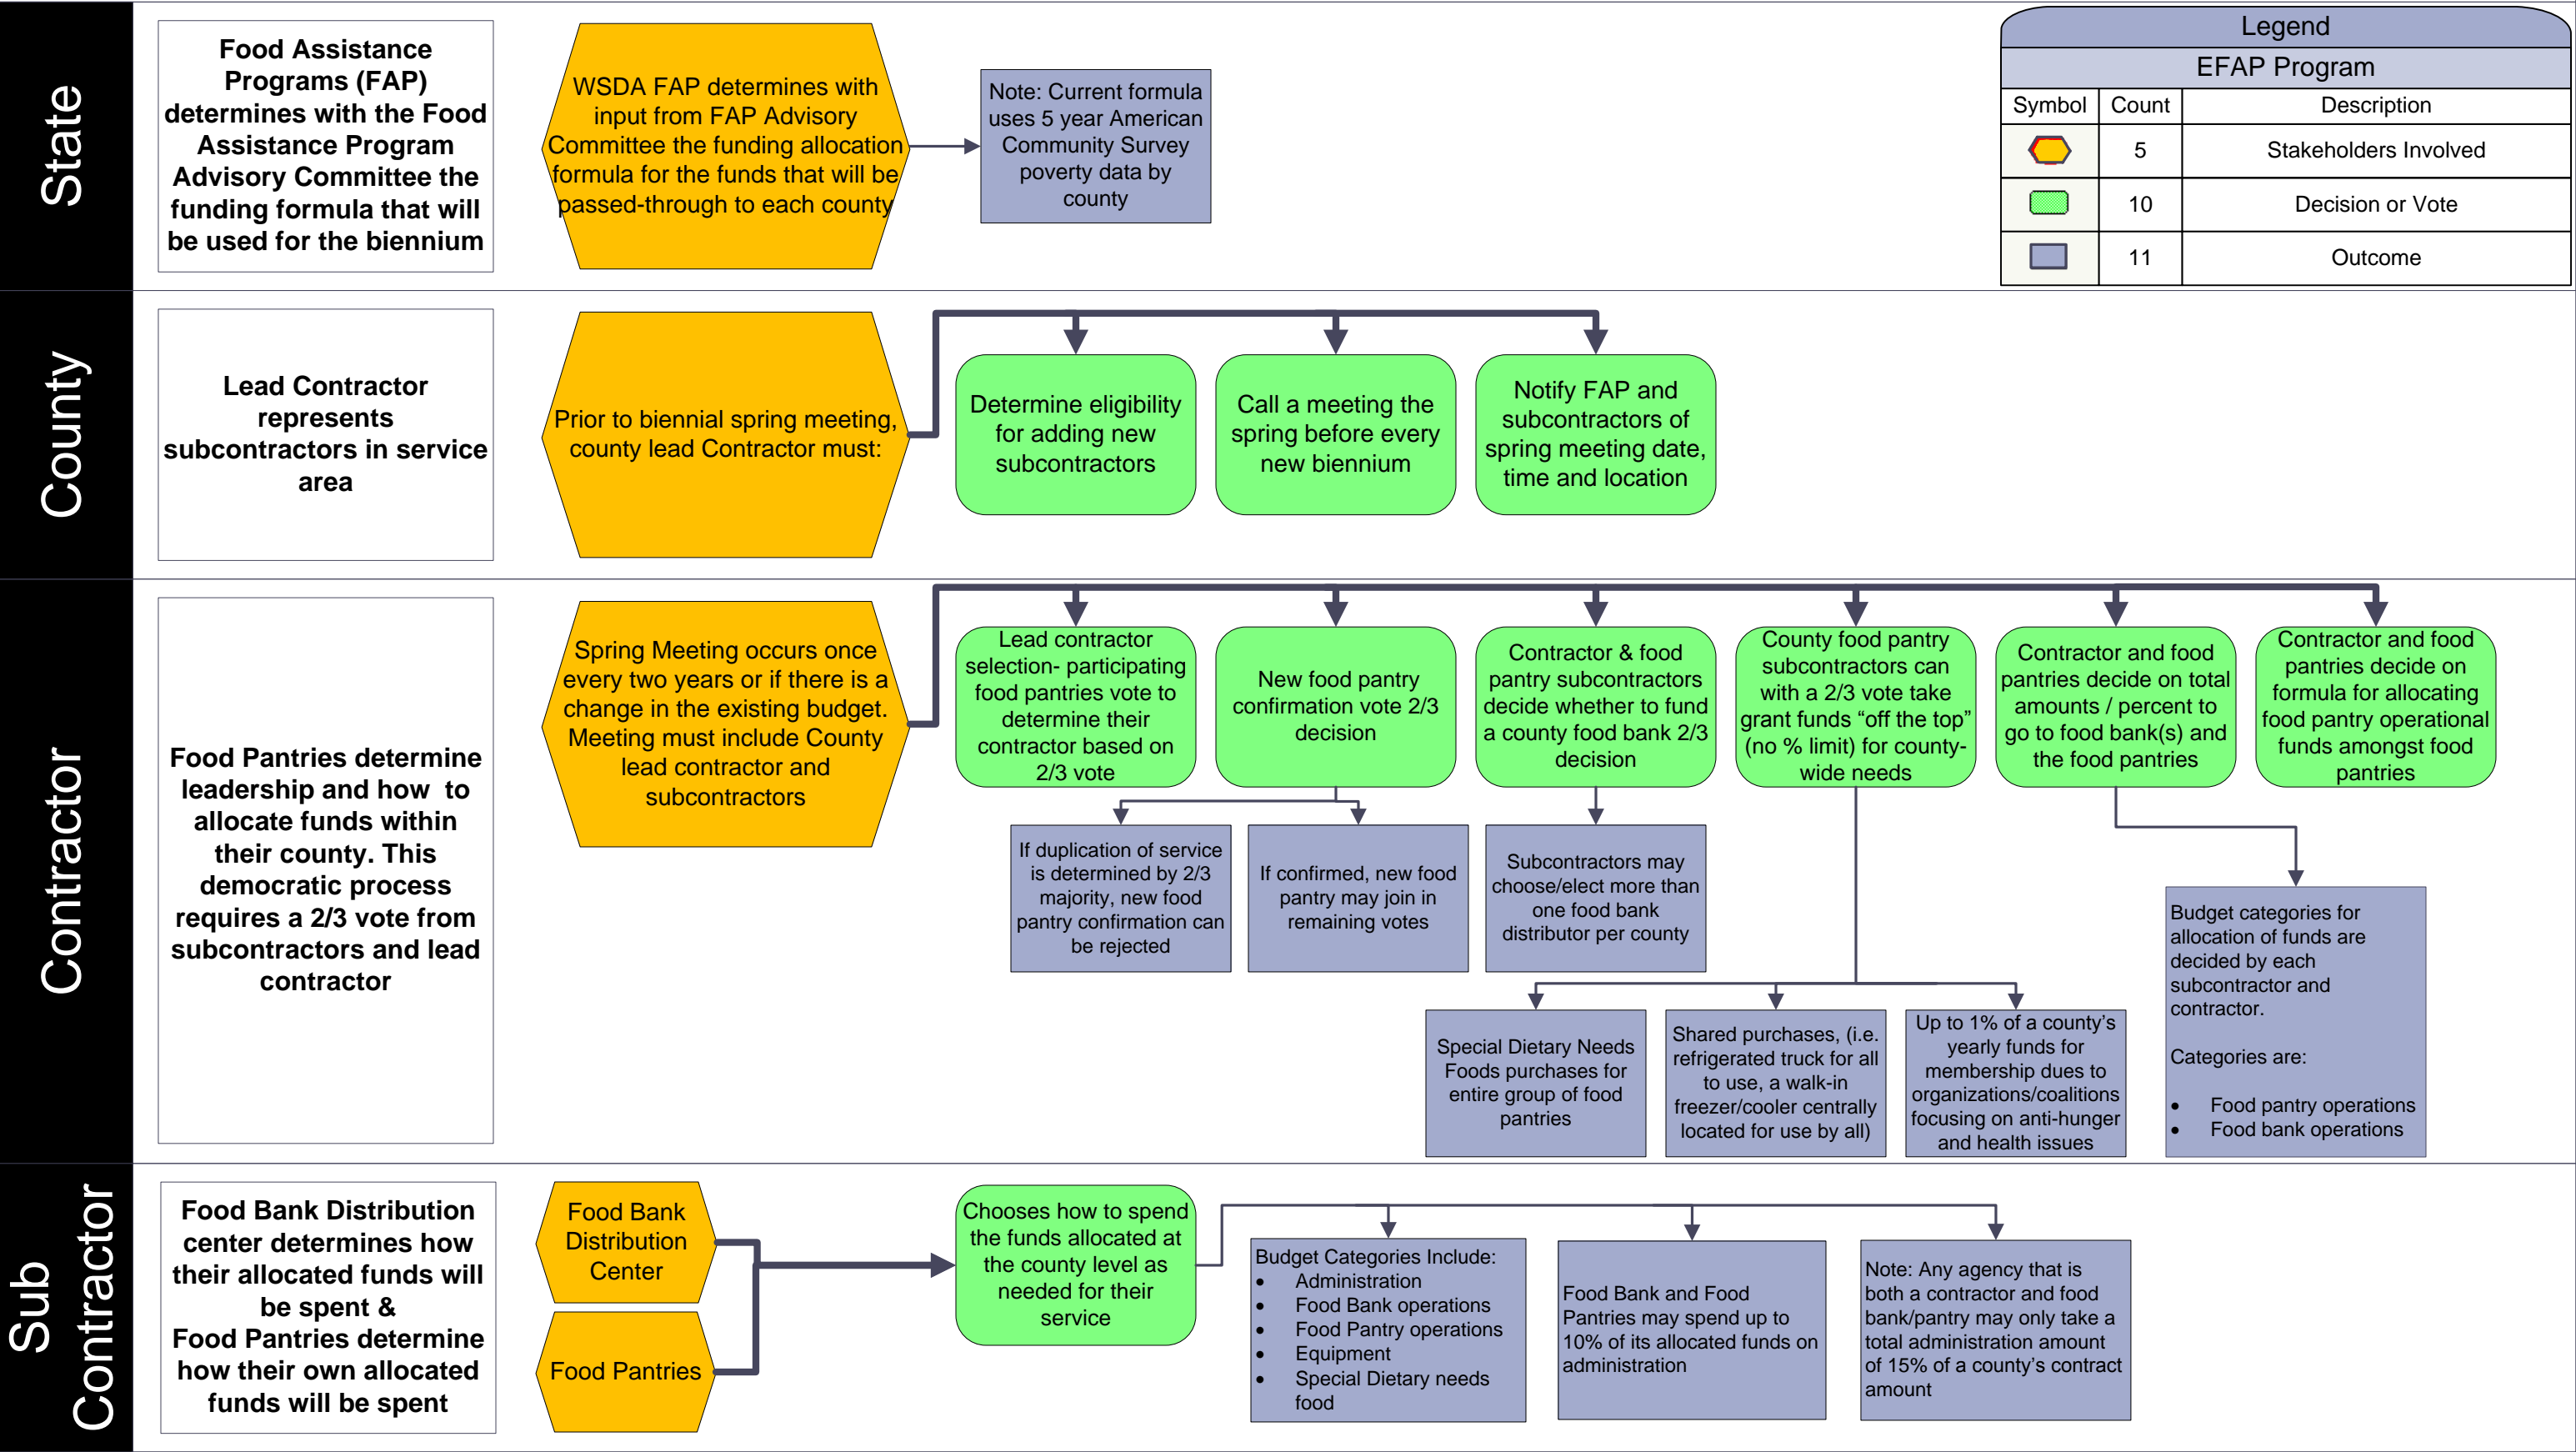 State
Food Assistance
Programs (FAP)
determines with the Food
Assistance Program
Advisory Committee the
funding formula that will
be used for the biennium
WSDA FAP determines with
input from FAP Advisory
Committee the funding allocation
formula for the funds that will be
passed-through to each county
Note: Current formula
uses 5 year American
Community Survey
poverty data by
county
Legend
EFAP Program
Symbol Count Description
5 Stakeholders Involved
10 Decision or Vote
11 Outcome
County
Lead Contractor
represents
subcontractors in service
area
Prior to biennial spring meeting,
county lead Contractor must:
Determine eligibility
for adding new
subcontractors
Call a meeting the
spring before every
new biennium
Notify FAP and
subcontractors of
spring meeting date,
time and location
Contractor
Food Pantries determine
leadership and how to
allocate funds within
their county. This
democratic process
requires a 2/3 vote from
subcontractors and lead
contractor
Spring Meeting occurs once
every two years or if there is a
change in the existing budget.
Meeting must include County
lead contractor and
subcontractors
Lead contractor
selection- participating
food pantries vote to
determine their
contractor based on
2/3 vote
New food pantry
confirmation vote 2/3
decision
Contractor & food
pantry subcontractors
decide whether to fund
a county food bank 2/3
decision
County food pantry
subcontractors can
with a 2/3 vote take
grant funds “off the top”
(no % limit) for county-
wide needs
Contractor and food
pantries decide on total
amounts / percent to
go to food bank(s) and
the food pantries
Contractor and food
pantries decide on
formula for allocating
food pantry operational
funds amongst food
pantries
If duplication of service
is determined by 2/3
majority, new food
pantry confirmation can
be rejected
If confirmed, new food
pantry may join in
remaining votes
Subcontractors may
choose/elect more than
one food bank
distributor per county
Special Dietary Needs
Foods purchases for
entire group of food
pantries
Shared purchases, (i.e.
refrigerated truck for all
to use, a walk-in
freezer/cooler centrally
located for use by all)
Up to 1% of a county’s
yearly funds for
membership dues to
organizations/coalitions
focusing on anti-hunger
and health issues
Budget categories for
allocation of funds are
decided by each
subcontractor and
contractor.
Categories are:
• Food pantry operations
• Food bank operations
Sub
Contractor
Food Bank Distribution
center determines how
their allocated funds will
be spent &
Food Pantries determine
how their own allocated
funds will be spent
Food Bank
Distribution
Center
Food Pantries
Chooses how to spend
the funds allocated at
the county level as
needed for their
service
Budget Categories Include:
• Administration
• Food Bank operations
• Food Pantry operations
• Equipment
• Special Dietary needs
food
Food Bank and Food
Pantries may spend up to
10% of its allocated funds on
administration
Note: Any agency that is
both a contractor and food
bank/pantry may only take a
total administration amount
of 15% of a county’s contract
amount